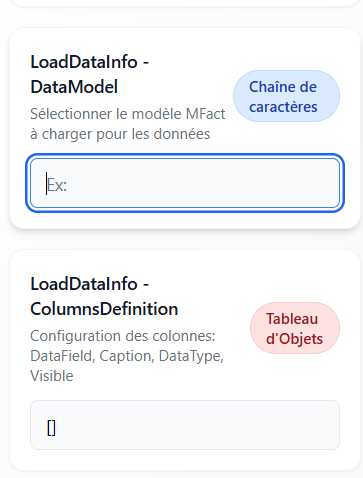 LoadDataInfo -
DataModel
Chaîne de
caractères
Sélectionner le modèle MFact
à charger pour les données
Ex:
LoadDataInfo -
ColumnsDefinition
Tableau
d'Objets
Configuration des colonnes:
DataField, Caption, DataType,
Visible
[]